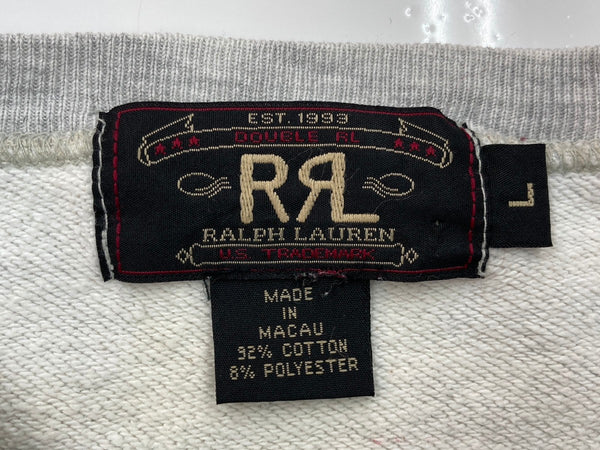 EST. 1993
DOUBLE RL
RRL
RALPH LAUREN
U.S. TRADEMARK
L
MADE
IN
MACAU
92% COTTON
8% POLYESTER